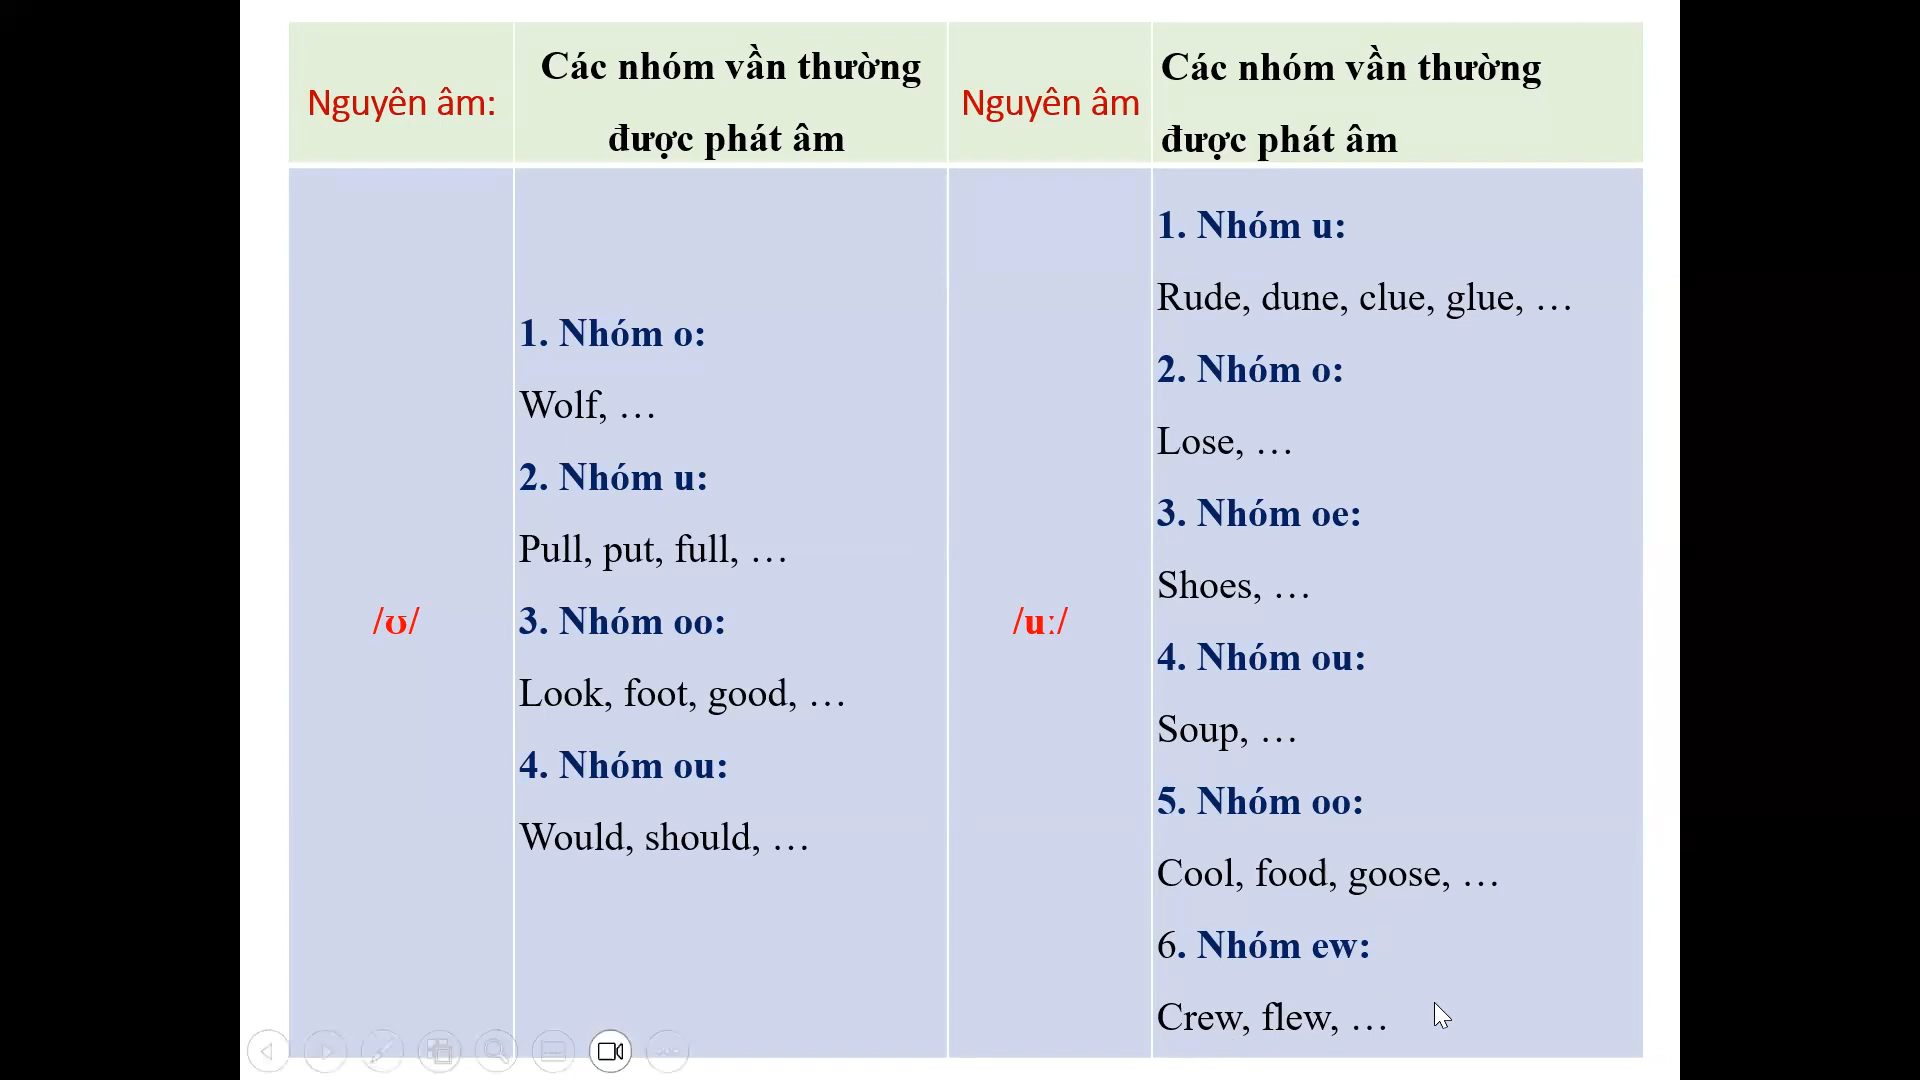 Nguyên âm:
Các nhóm vần thường
được phát âm
Nguyên âm
Các nhóm vần thường
được phát âm
/ʊ/
1. Nhóm o:
Wolf, …
2. Nhóm u:
Pull, put, full, …
3. Nhóm oo:
Look, foot, good, …
4. Nhóm ou:
Would, should, …
/uː/
1. Nhóm u:
Rude, dune, clue, glue, …
2. Nhóm o:
Lose, …
3. Nhóm oe:
Shoes, …
4. Nhóm ou:
Soup, …
5. Nhóm oo:
Cool, food, goose, …
6. Nhóm ew:
Crew, flew, …